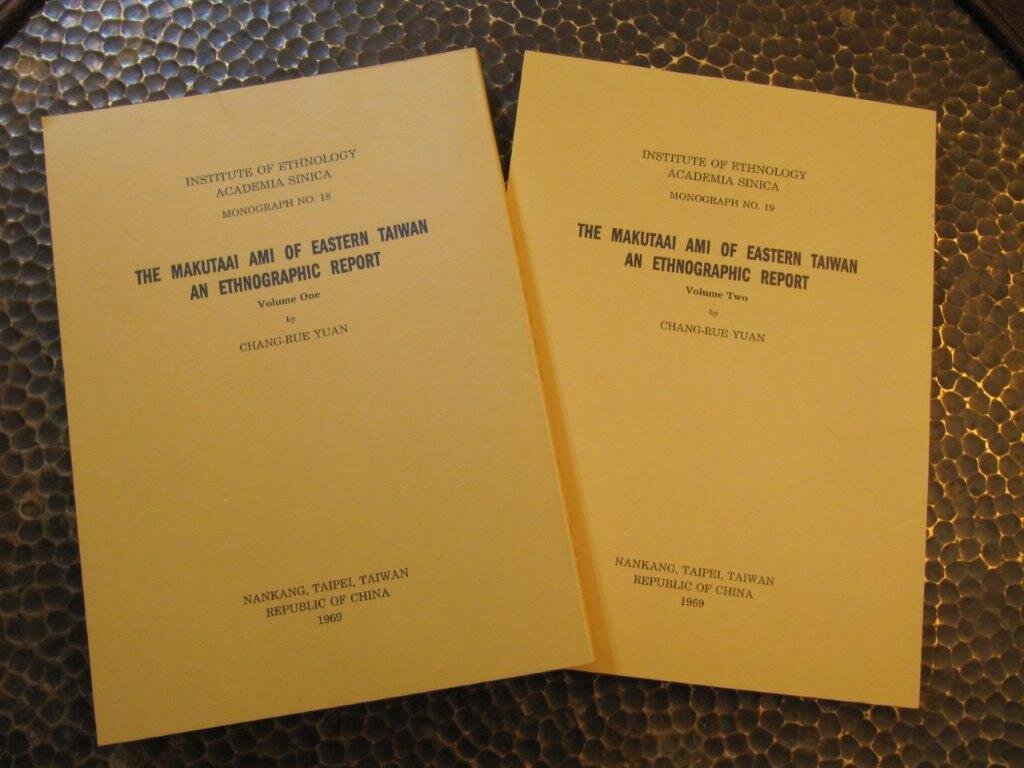 INSTITUTE OF ETHNOLOGY
ACADEMIA SINICA
MONOGRAPH NO. 18
THE MAKUTAAI AMI OF EASTERN TAIWAN
AN ETHNOGRAPHIC REPORT
Volume One
by
CHANG-RUE YUAN
NANKANG, TAIPEI, TAIWAN
REPUBLIC OF CHINA
1969
INSTITUTE OF ETHNOLOGY
ACADEMIA SINICA
MONOGRAPH NO. 19
THE MAKUTAAI AMI OF EASTERN TAIWAN
AN ETHNOGRAPHIC REPORT
Volume Two
by
CHANG-RUE YUAN
NANKANG, TAIPEI, TAIWAN
REPUBLIC OF CHINA
1969